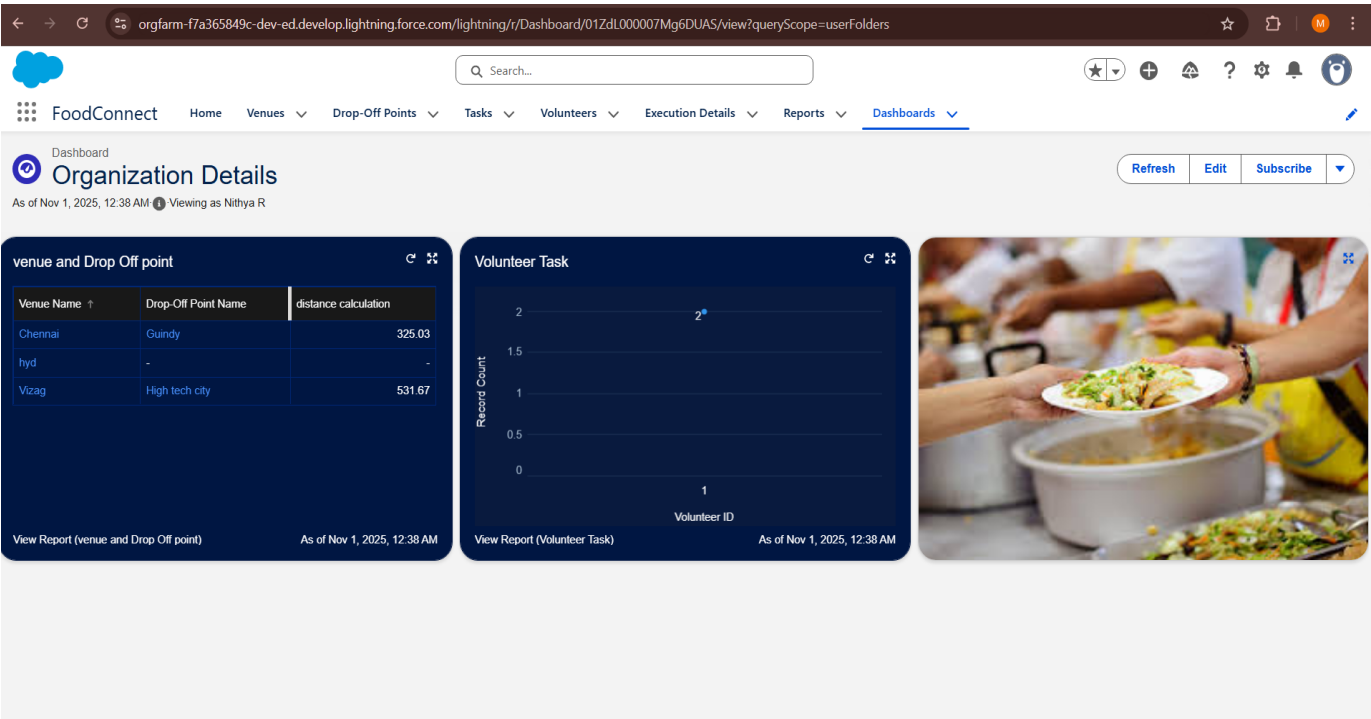 orgfarm-f7a365849c-dev-ed.develop.lightning.force.com/lightning/r/Dashboard/01ZdL000007Mg6DUAS/view?queryScope=userFolders
M
Search...
FoodConnect Home Venues Drop-Off Points Tasks Volunteers Execution Details Reports Dashboards
Dashboard
Organization Details
As of Nov 1, 2025, 12:38 AM Viewing as Nithya R
Refresh Edit Subscribe
venue and Drop Off point
Venue Name ↑ Drop-Off Point Name distance calculation
Chennai Guindy 325.03
hyd - -
Vizag High tech city 531.67
View Report (venue and Drop Off point) As of Nov 1, 2025, 12:38 AM
Volunteer Task
Record Count
2
1.5
1
0.5
0
2
1
Volunteer ID
View Report (Volunteer Task) As of Nov 1, 2025, 12:38 AM